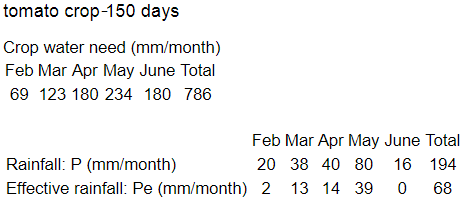 tomato crop-150 days
Crop water need (mm/month)
Feb Mar Apr May June Total
69 123 180 234 180 786
Feb Mar Apr May June Total
Rainfall: P (mm/month) 20 38 40 80 16 194
Effective rainfall: Pe (mm/month) 2 13 14 39 0 68